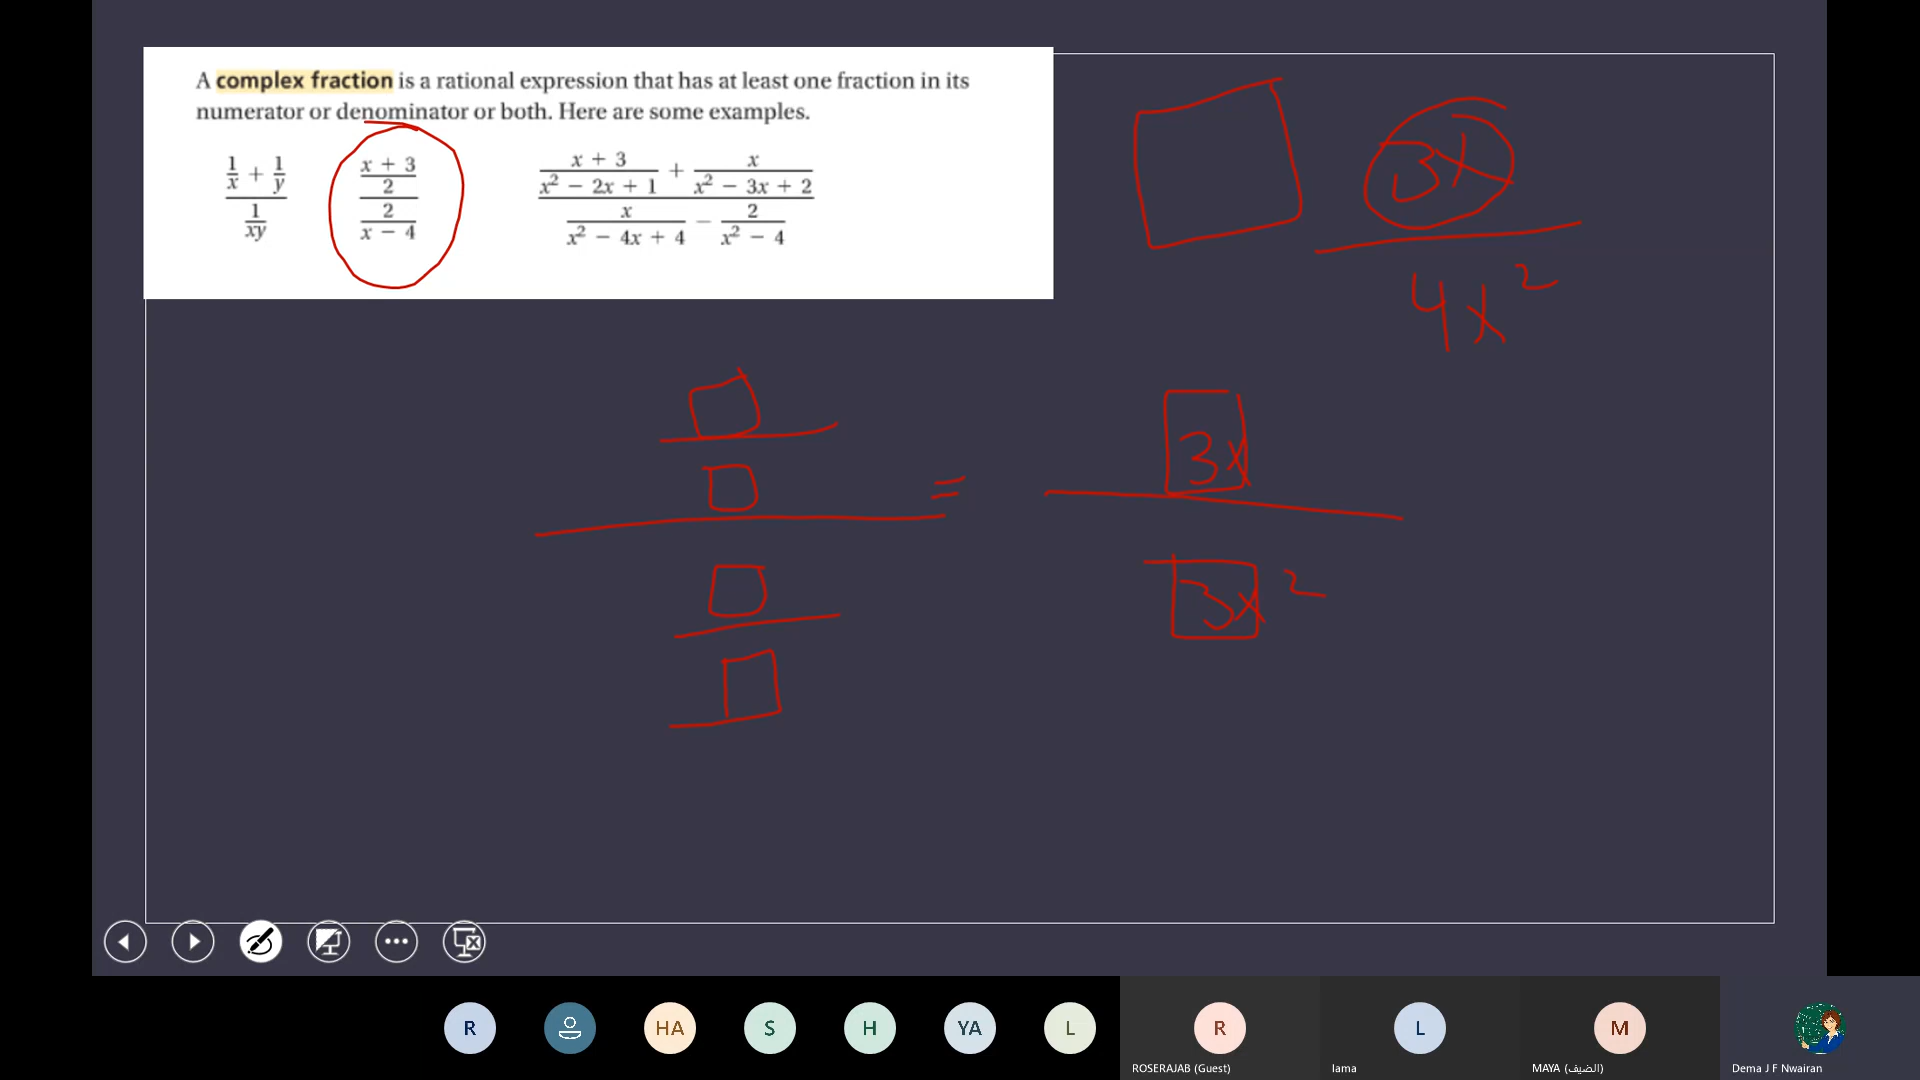 A complex fraction is a rational expression that has at least one fraction in its
numerator or denominator or both. Here are some examples.
1/x + 1/y
1/xy
x + 3
2
2
x − 4
x + 3 / x² − 2x + 1 + x / x² − 3x + 2
x / x² − 4x + 4 − 2 / x² − 4
3x
4x²
=
3x
3x²
R
HA
S
H
YA
L
R
L
M
ROSERAJAB (Guest)
lama
MAYA (الضيف)
Dema J F Nwairan